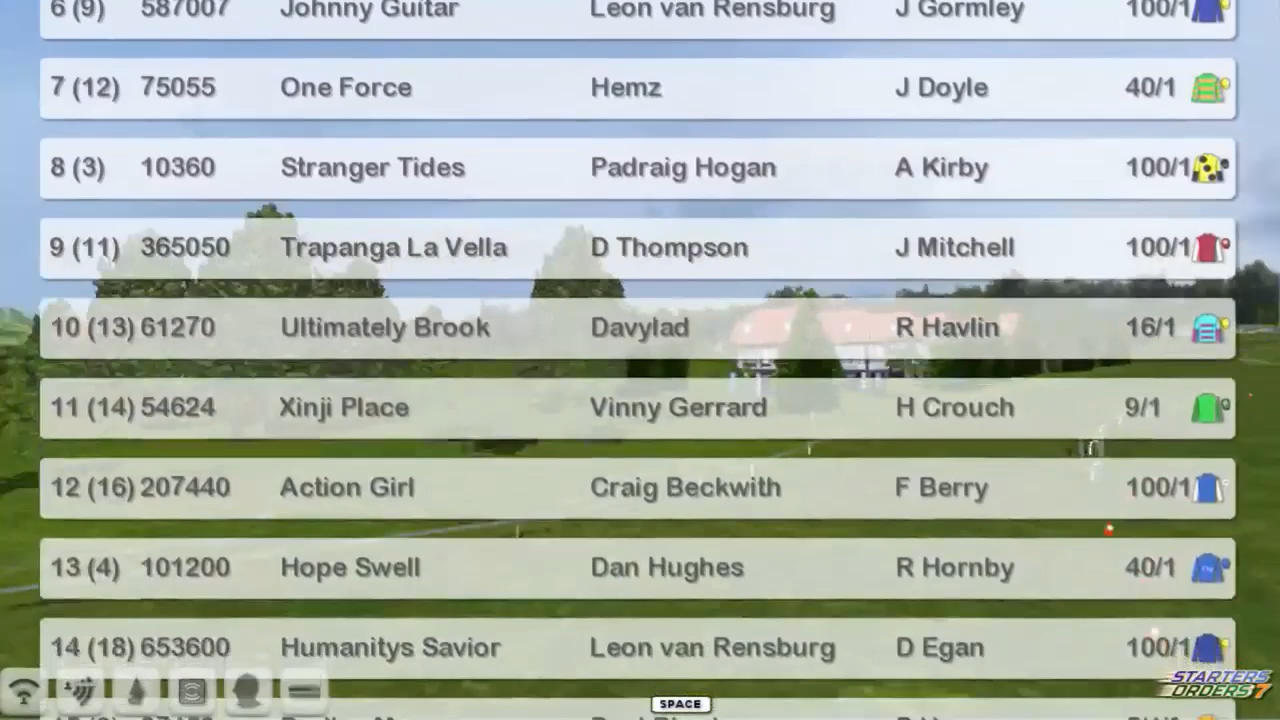 6 (9) 587007 Johnny Guitar Leon van Rensburg J Gormley 100/1
7 (12) 75055 One Force Hemz J Doyle 40/1
8 (3) 10360 Stranger Tides Padraig Hogan A Kirby 100/1
9 (11) 365050 Trapanga La Vella D Thompson J Mitchell 100/1
10 (13) 61270 Ultimately Brook Davylad R Havlin 16/1
11 (14) 54624 Xinji Place Vinny Gerrard H Crouch 9/1
12 (16) 207440 Action Girl Craig Beckwith F Berry 100/1
13 (4) 101200 Hope Swell Dan Hughes R Hornby 40/1
14 (18) 653600 Humanitys Savior Leon van Rensburg D Egan 100/1
SPACE
STARTERS
ORDERS 7